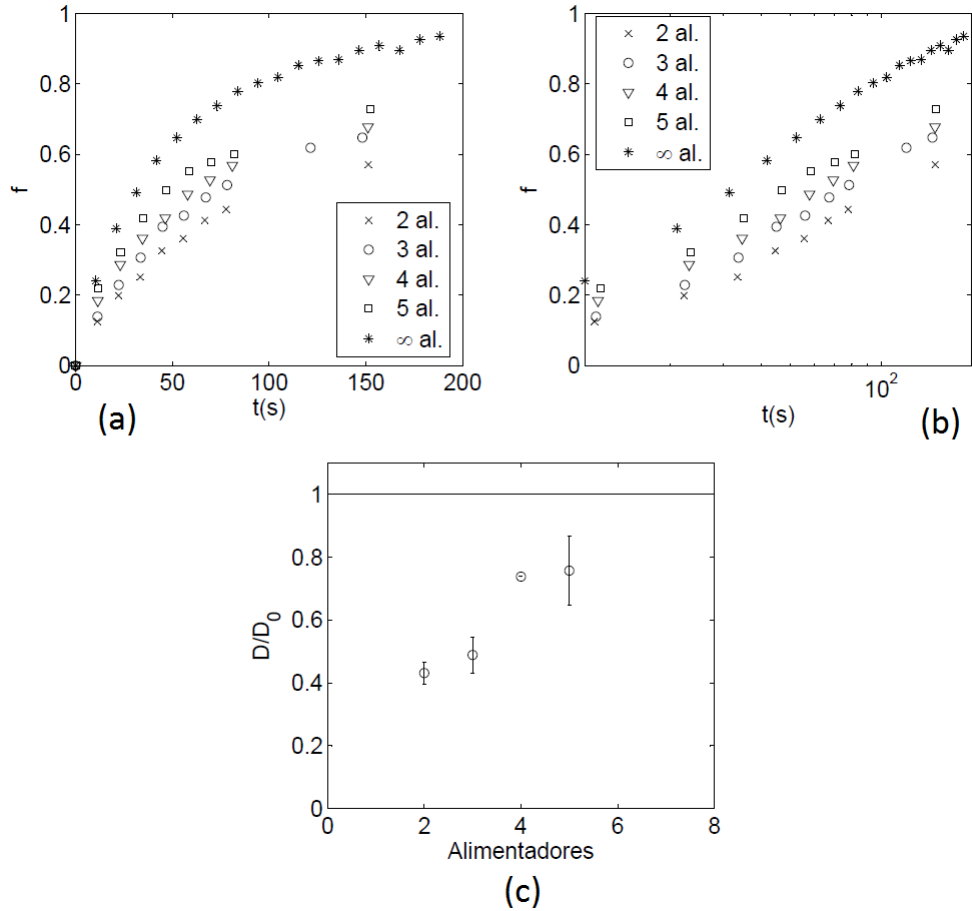 1
0.8
0.6
0.4
0.2
0
f
0 50 100 150 200
t(s)
2 al.
3 al.
4 al.
5 al.
∞ al.
(a)
1
0.8
0.6
0.4
0.2
0
f
2 al.
3 al.
4 al.
5 al.
∞ al.
10²
t(s)
(b)
1
0.8
0.6
0.4
0.2
0
D/D₀
0 2 4 6 8
Alimentadores
(c)